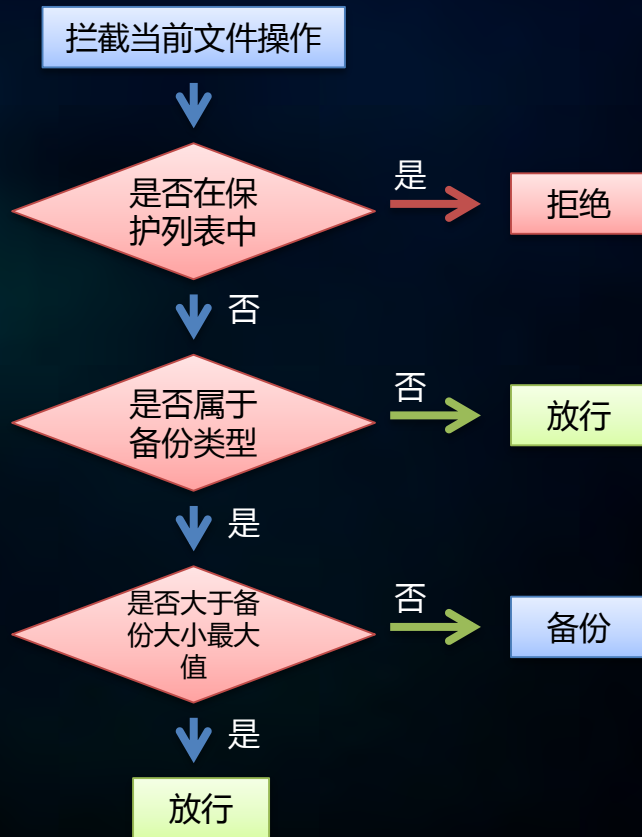 拦截当前文件操作
是否在保
护列表中
是
拒绝
否
是否属于
备份类型
否
放行
是
是否大于备
份大小最大
值
否
备份
是
放行